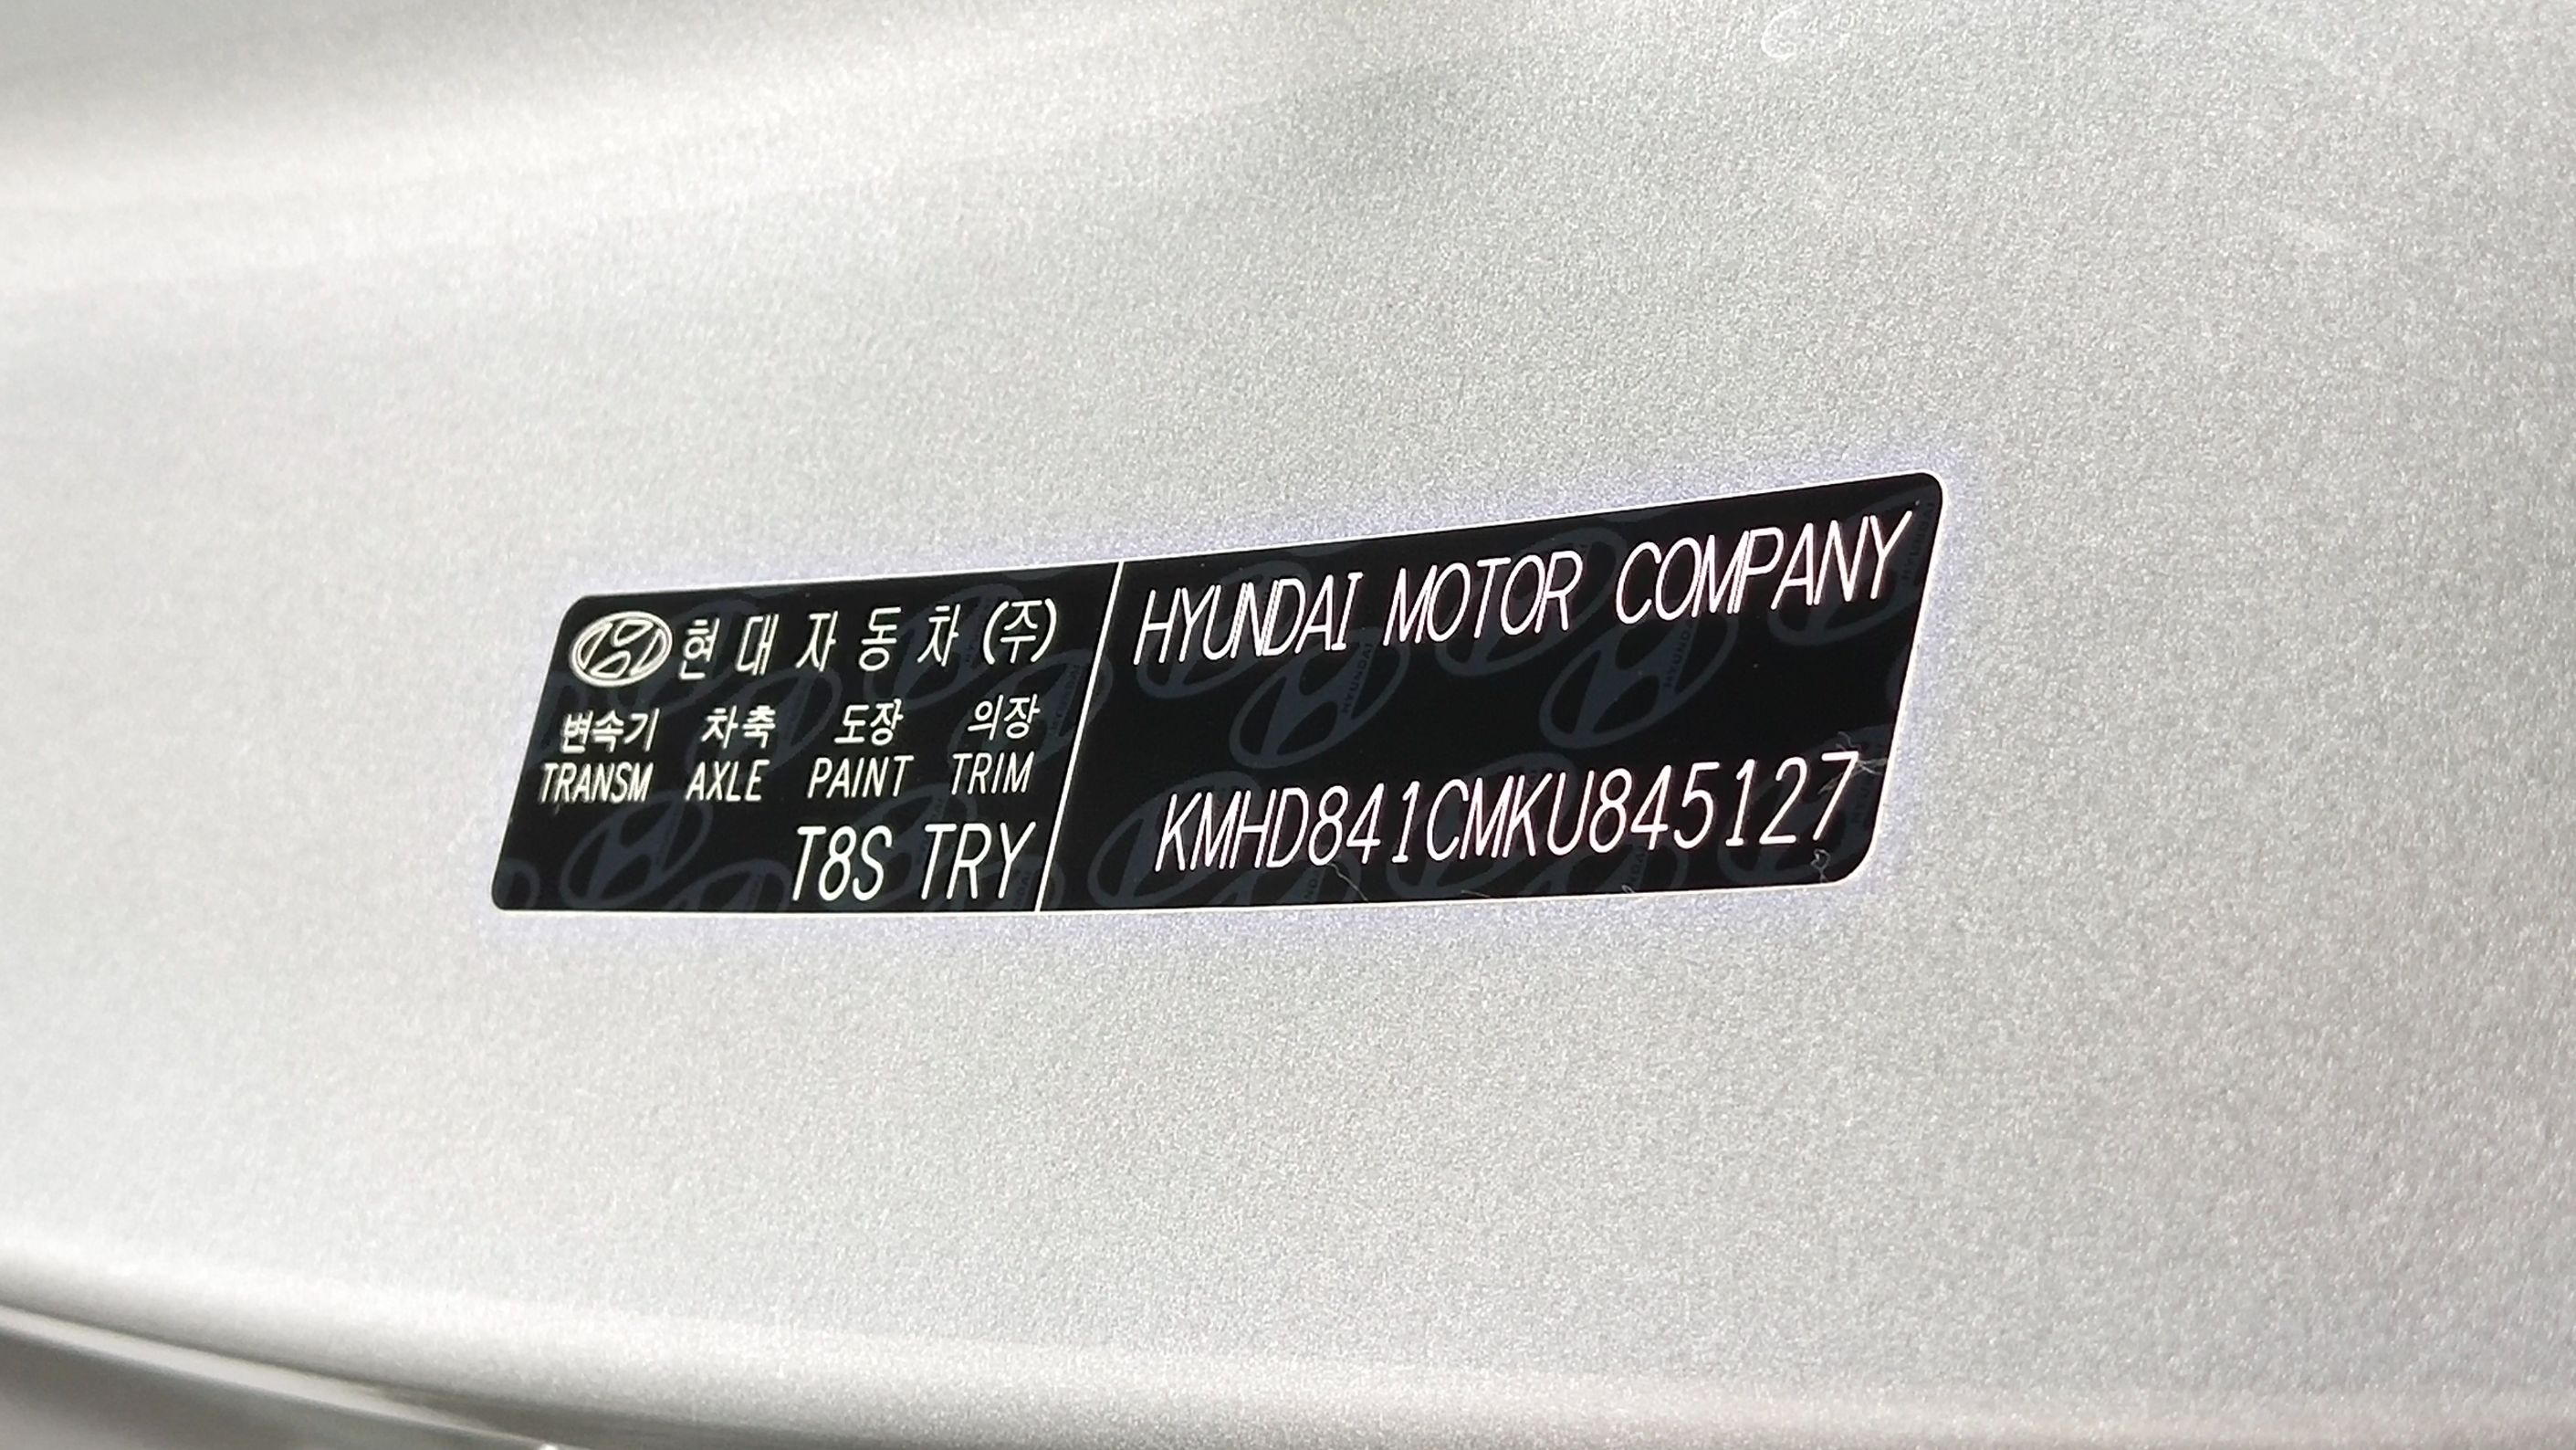 현대자동차 (주)
변속기 차축 도장 의장
TRANSM AXLE PAINT TRIM
T8S TRY
HYUNDAI MOTOR COMPANY
KMHD841CMKU845127